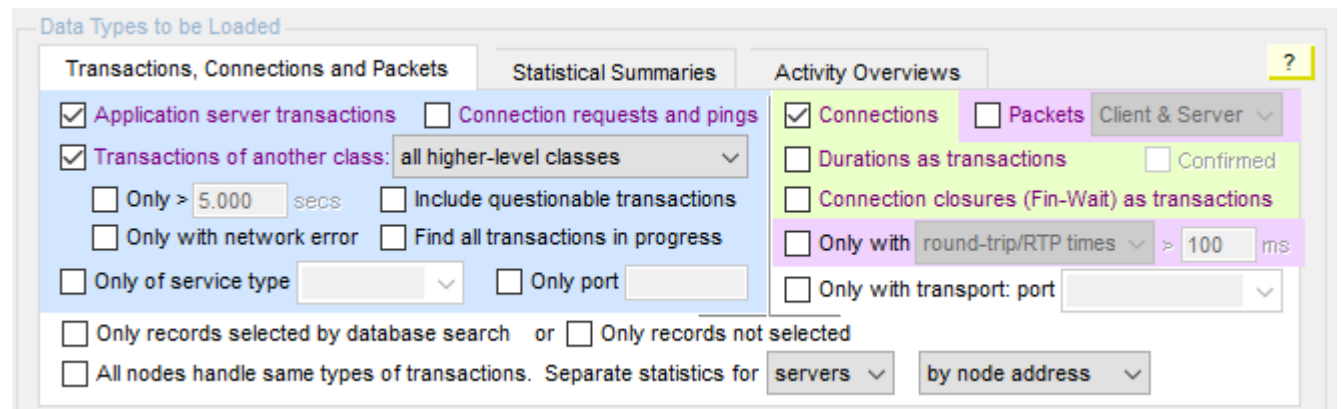 Data Types to be Loaded
Transactions, Connections and Packets Statistical Summaries Activity Overviews ?
Application server transactions Connection requests and pings Connections Packets Client & Server
Transactions of another class: all higher-level classes Durations as transactions Confirmed
Only > 5.000 secs Include questionable transactions Connection closures (Fin-Wait) as transactions
Only with network error Find all transactions in progress Only with round-trip/RTP times > 100 ms
Only of service type Only port Only with transport: port
Only records selected by database search or Only records not selected
All nodes handle same types of transactions. Separate statistics for servers by node address